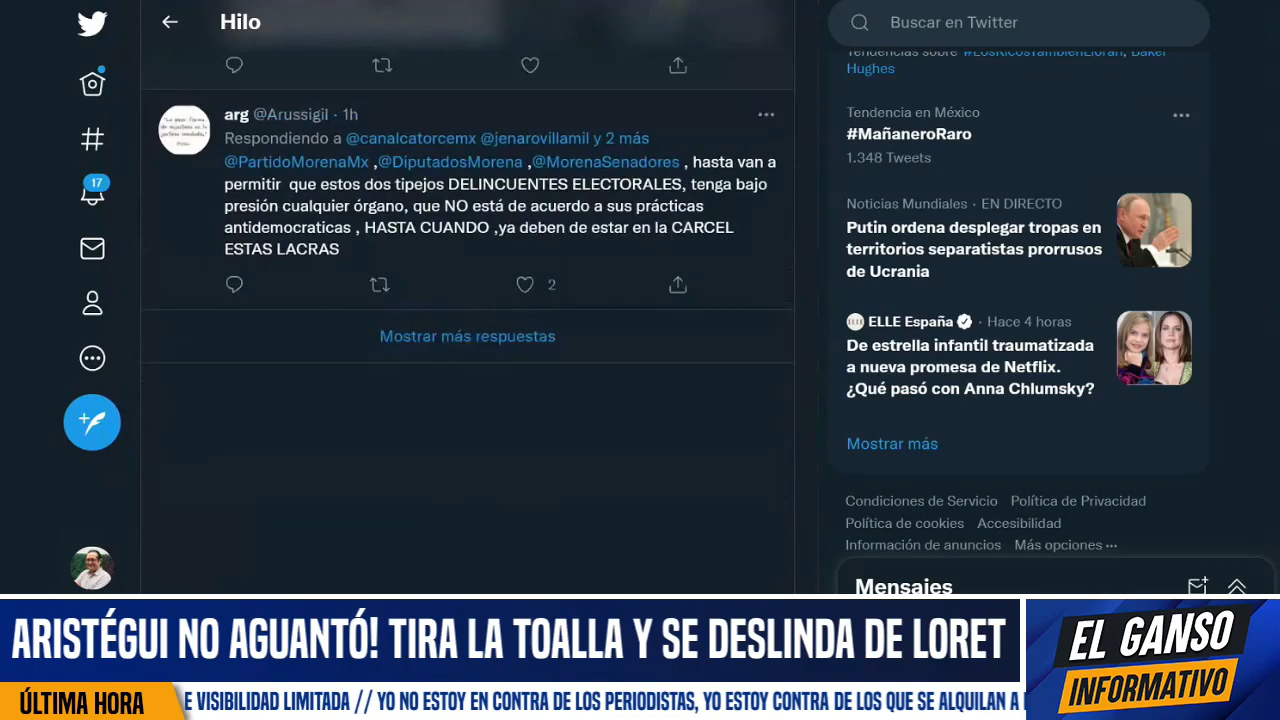 Hilo
arg @Arussigil · 1h
Respondiendo a @canalcatorcemx @jenarovillamil y 2 más
@PartidoMorenaMx ,@DiputadosMorena ,@MorenaSenadores , hasta van a
permitir que estos dos tipejos DELINCUENTES ELECTORALES, tenga bajo
presión cualquier órgano, que NO está de acuerdo a sus prácticas
antidemocraticas , HASTA CUANDO ,ya deben de estar en la CARCEL
ESTAS LACRAS
2
Mostrar más respuestas
17
Buscar en Twitter
Tendencias sobre #LosRicosTambienLloran, Baker
Hughes
Tendencia en México
#MañaneroRaro
1.348 Tweets
Noticias Mundiales · EN DIRECTO
Putin ordena desplegar tropas en
territorios separatistas prorrusos
de Ucrania
ELLE España · Hace 4 horas
De estrella infantil traumatizada
a nueva promesa de Netflix.
¿Qué pasó con Anna Chlumsky?
Mostrar más
Condiciones de Servicio Política de Privacidad
Política de cookies Accesibilidad
Información de anuncios Más opciones ···
Mensajes
ARISTÉGUI NO AGUANTÓ! TIRA LA TOALLA Y SE DESLINDA DE LORET
EL GANSO
INFORMATIVO
ÚLTIMA HORA
E VISIBILIDAD LIMITADA // YO NO ESTOY EN CONTRA DE LOS PERIODISTAS, YO ESTOY CONTRA DE LOS QUE SE ALQUILAN A